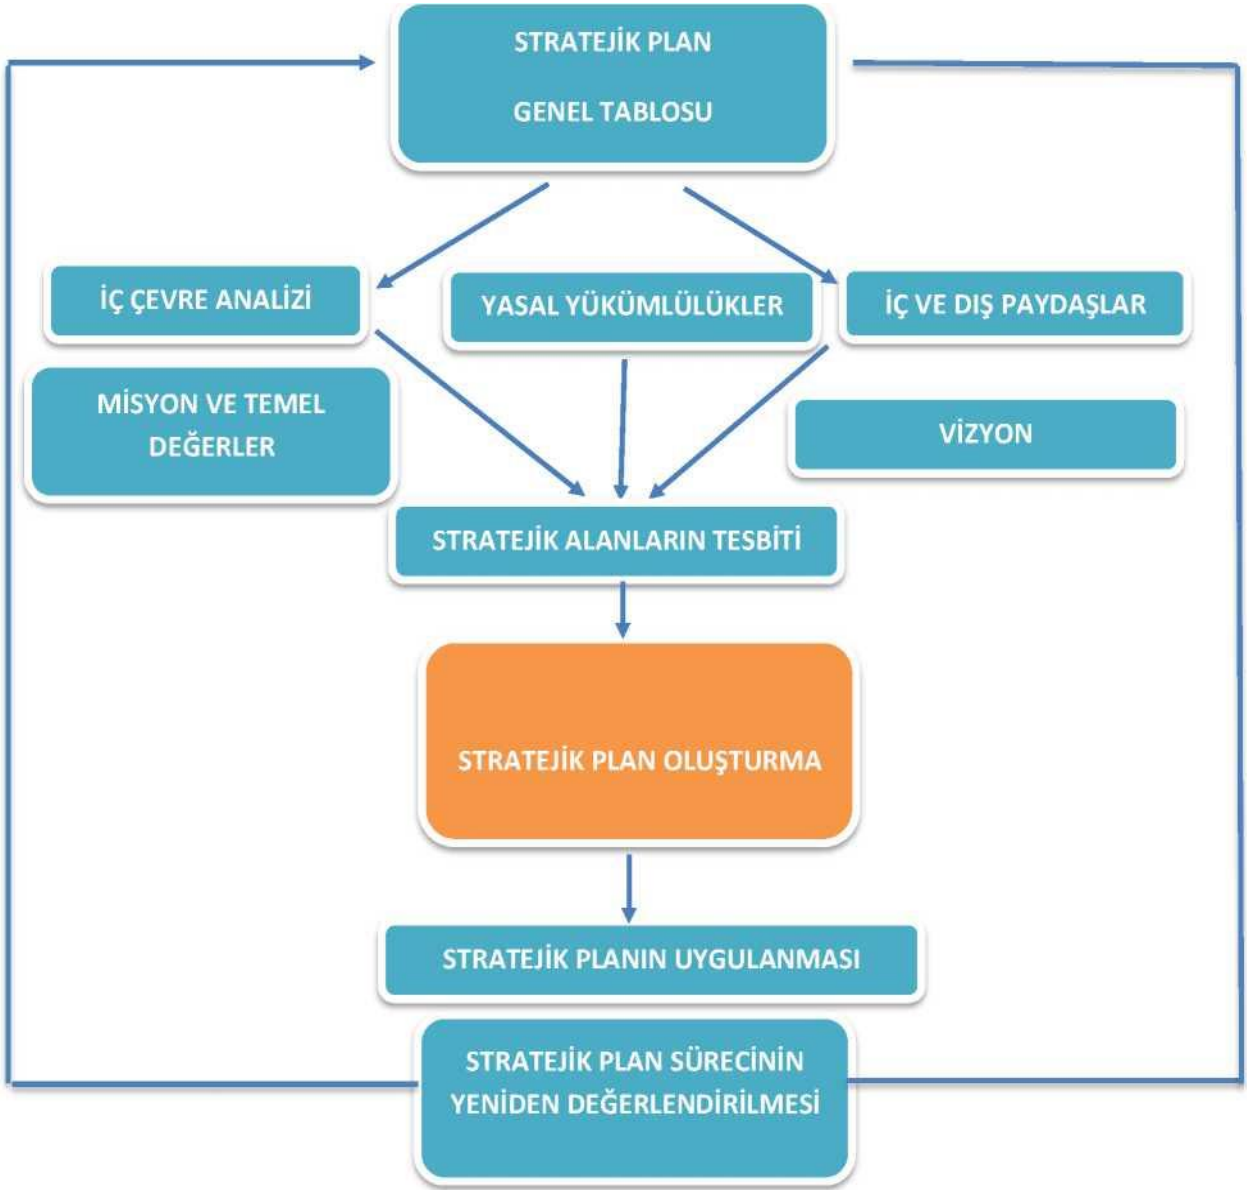 STRATEJİK PLAN
GENEL TABLOSU
İÇ ÇEVRE ANALİZİ
YASAL YÜKÜMLÜLÜKLER
İÇ VE DIŞ PAYDAŞLAR
MİSYON VE TEMEL
DEĞERLER
VİZYON
STRATEJİK ALANLARIN TESBİTİ
STRATEJİK PLAN OLUŞTURMA
STRATEJİK PLANIN UYGULANMASI
STRATEJİK PLAN SÜRECİNİN
YENİDEN DEĞERLENDİRİLMESİ